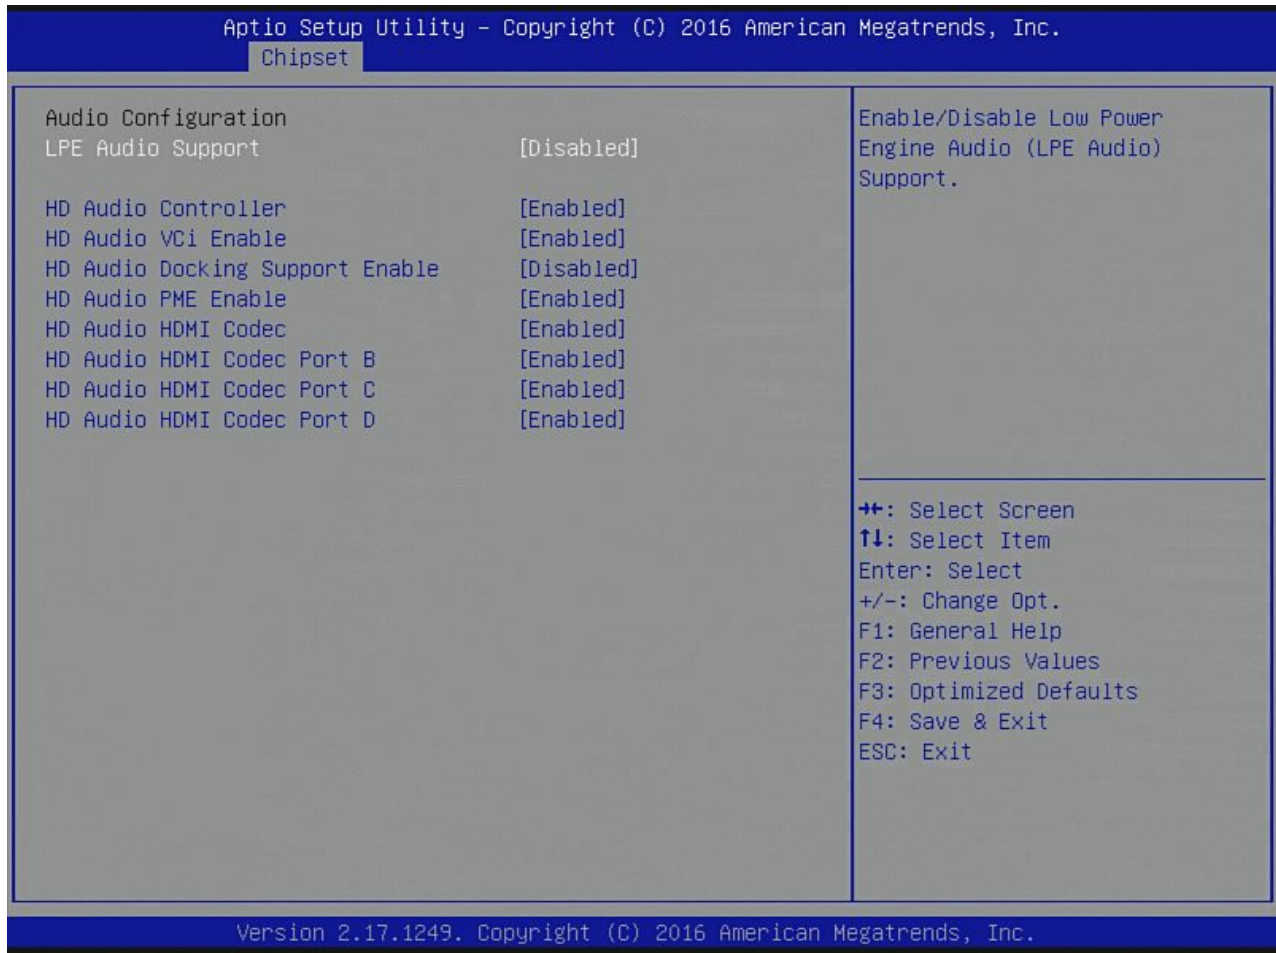 Aptio Setup Utility – Copyright (C) 2016 American Megatrends, Inc.
Chipset
Audio Configuration
LPE Audio Support [Disabled]
HD Audio Controller [Enabled]
HD Audio VCi Enable [Enabled]
HD Audio Docking Support Enable [Disabled]
HD Audio PME Enable [Enabled]
HD Audio HDMI Codec [Enabled]
HD Audio HDMI Codec Port B [Enabled]
HD Audio HDMI Codec Port C [Enabled]
HD Audio HDMI Codec Port D [Enabled]
Enable/Disable Low Power
Engine Audio (LPE Audio)
Support.
→←: Select Screen
↑↓: Select Item
Enter: Select
+/-: Change Opt.
F1: General Help
F2: Previous Values
F3: Optimized Defaults
F4: Save & Exit
ESC: Exit
Version 2.17.1249. Copyright (C) 2016 American Megatrends, Inc.